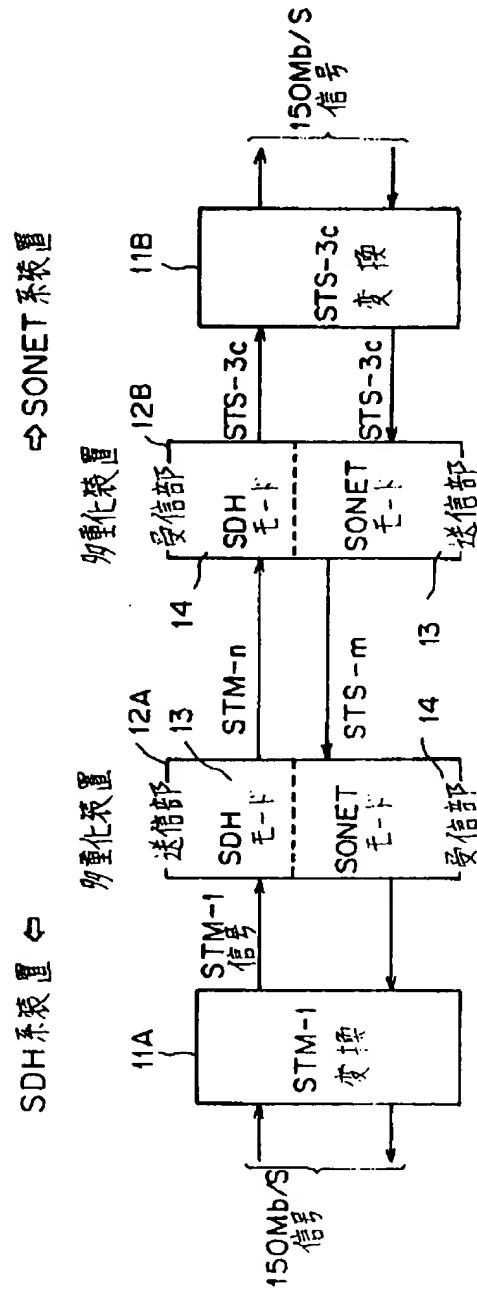 SDH系装置 ⇦
⇨ SONET系装置
多重化装置
多重化装置
11A
12A
12B
11B
送信部
受信部
13
14
150Mb/S
信号
STM-1
変換
STM-1
信号
SDH
モード
STM-n
SDH
モード
STS-3c
STS-3c
変換
150Mb/S
信号
SONET
モード
STS-m
SONET
モード
STS-3c
受信部
14
13
送信部